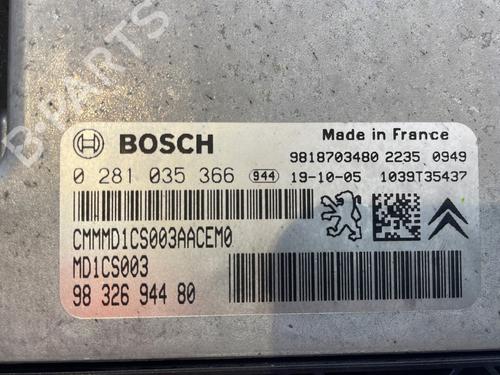 B-PARTS
BOSCH
Made in France
9818703480 2235 0949
0 281 035 366 944 19-10-05 1039T35437
CMMMD1CS003AACEM0
MD1CS003
98 326 944 80